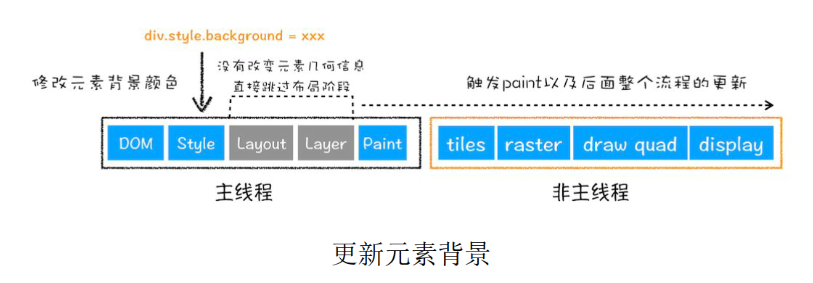 div.style.background = xxx
修改元素背景颜色
没有改变元素几何信息
直接跳过布局阶段
触发paint以及后面整个流程的更新
DOM
Style
Layout
Layer
Paint
tiles
raster
draw quad
display
主线程
非主线程
更新元素背景